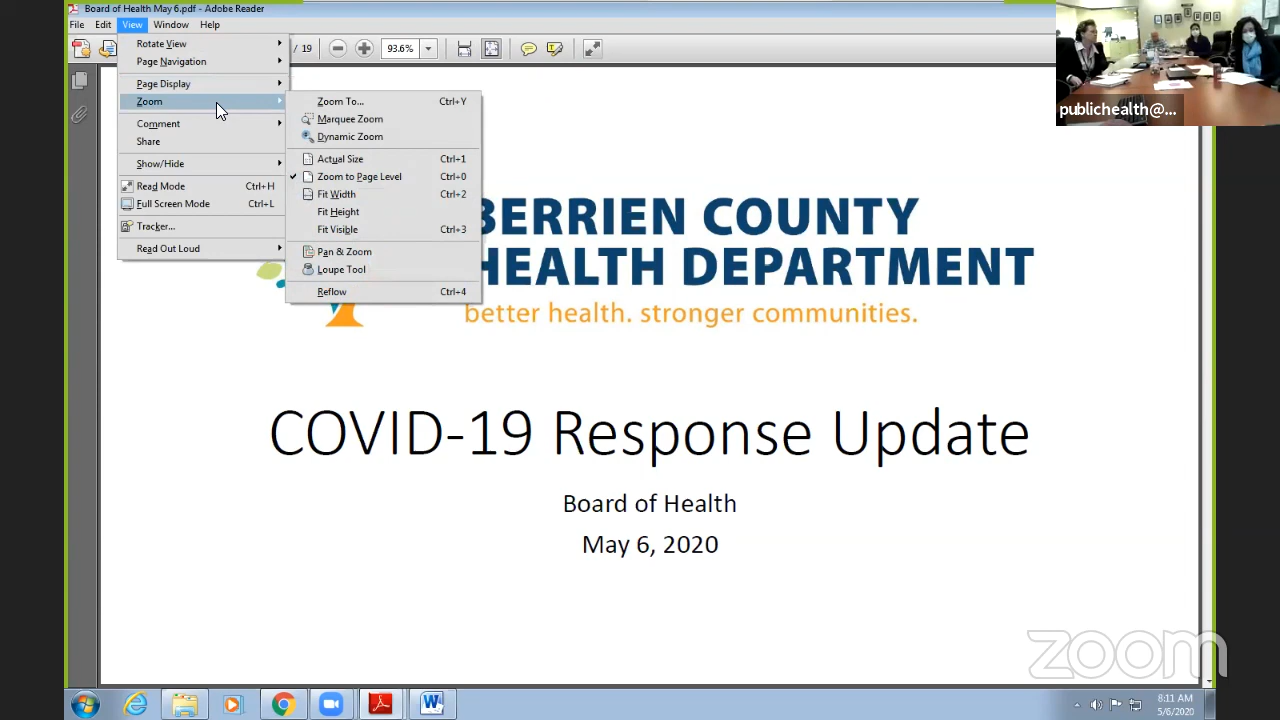 Board of Health May 6.pdf - Adobe Reader
File Edit View Window Help
/ 19 93.6%
Rotate View
Page Navigation
Page Display
Zoom
Comment
Share
Show/Hide
Read Mode Ctrl+H
Full Screen Mode Ctrl+L
Tracker...
Read Out Loud
Zoom To... Ctrl+Y
Marquee Zoom
Dynamic Zoom
Actual Size Ctrl+1
Zoom to Page Level Ctrl+0
Fit Width Ctrl+2
Fit Height
Fit Visible Ctrl+3
Pan & Zoom
Loupe Tool
Reflow Ctrl+4
publichealth@...
BERRIEN COUNTY
HEALTH DEPARTMENT
better health. stronger communities.
COVID-19 Response Update
Board of Health
May 6, 2020
zoom
8:11 AM
5/6/2020